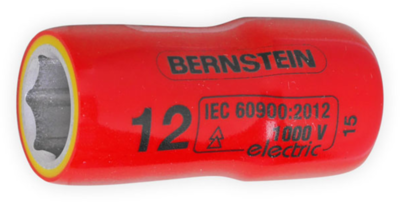 BERNSTEIN
12
IEC 60900:2012
1000 V
electric
15